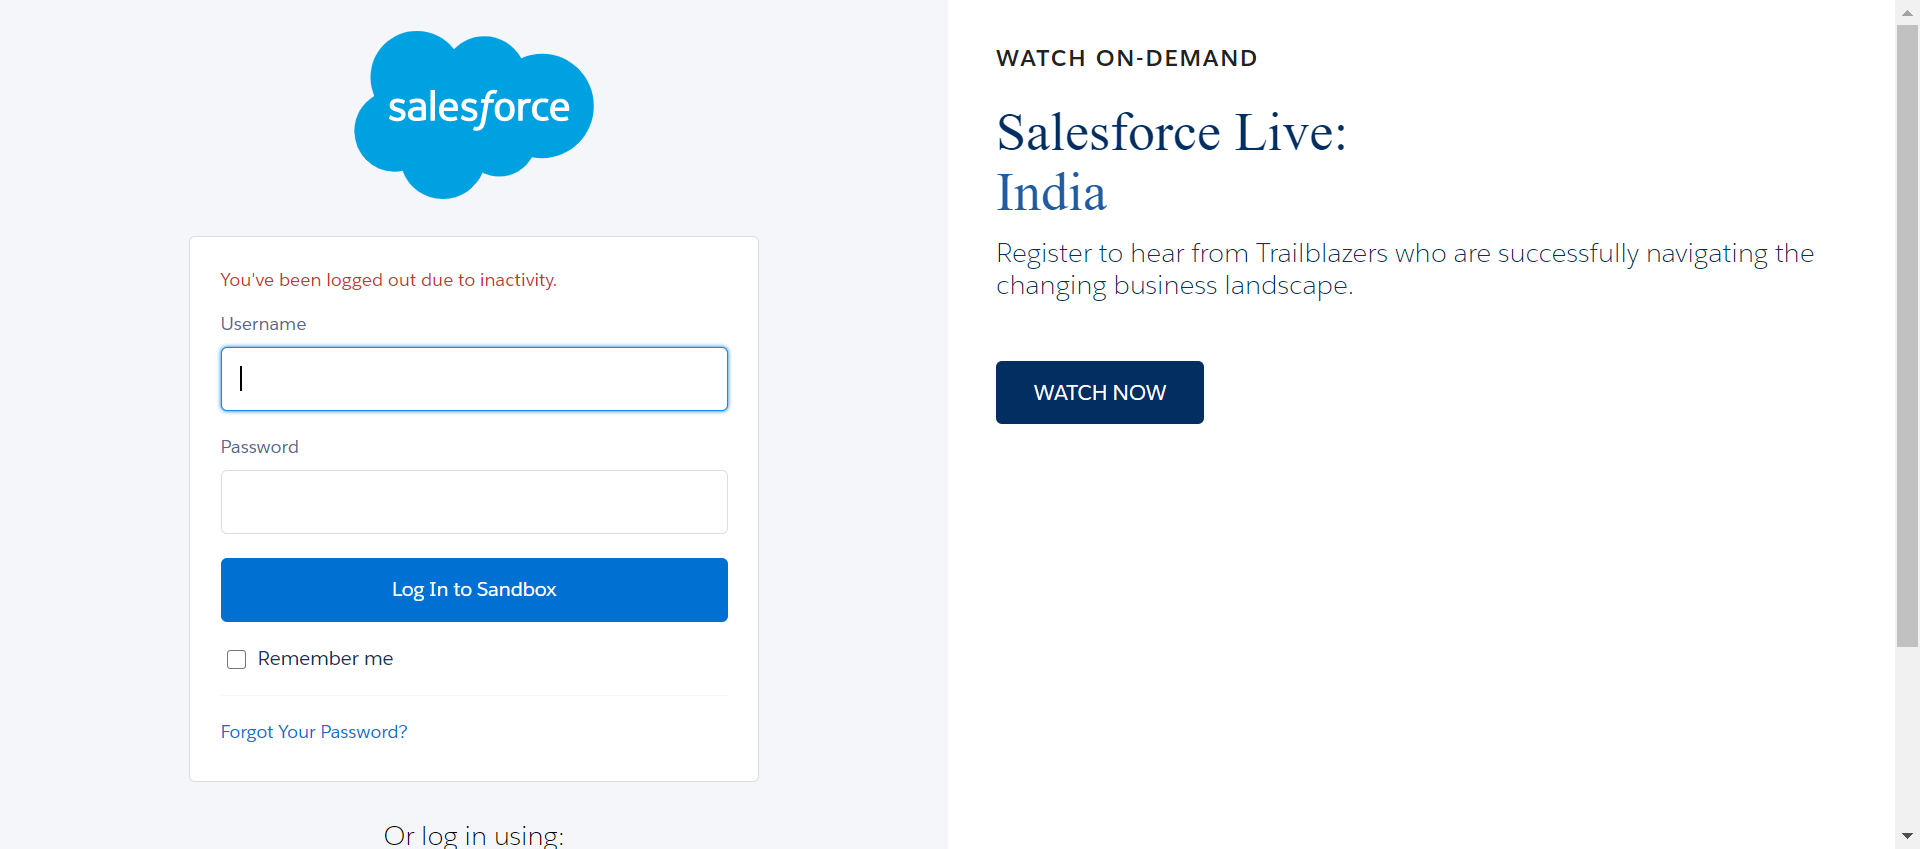 salesforce
You've been logged out due to inactivity.
Username
Password
Log In to Sandbox
Remember me
Forgot Your Password?
Or log in using:
WATCH ON-DEMAND
Salesforce Live:
India
Register to hear from Trailblazers who are successfully navigating the
changing business landscape.
WATCH NOW